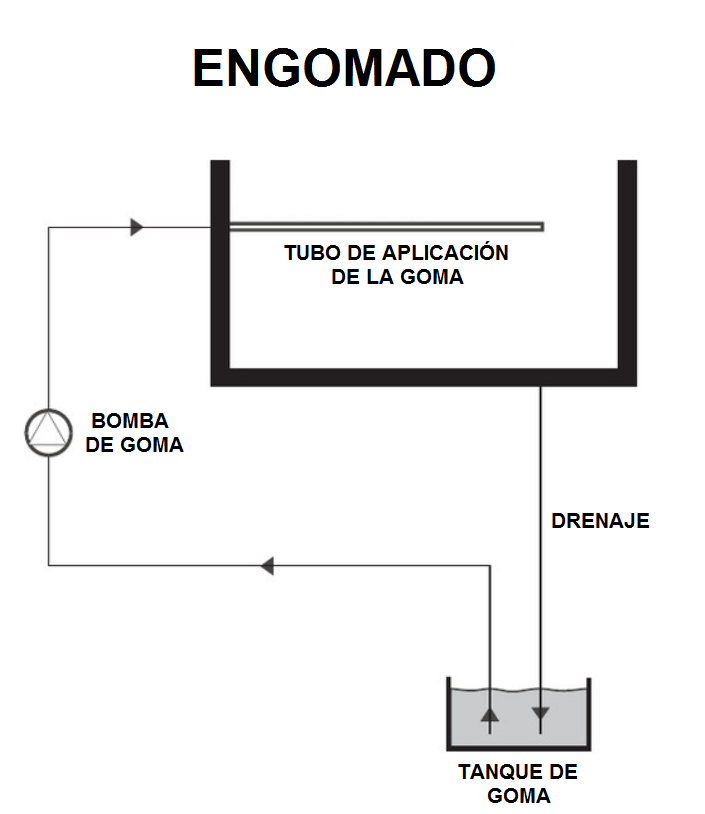 ENGOMADO
TUBO DE APLICACIÓN
DE LA GOMA
BOMBA
DE GOMA
DRENAJE
TANQUE DE
GOMA